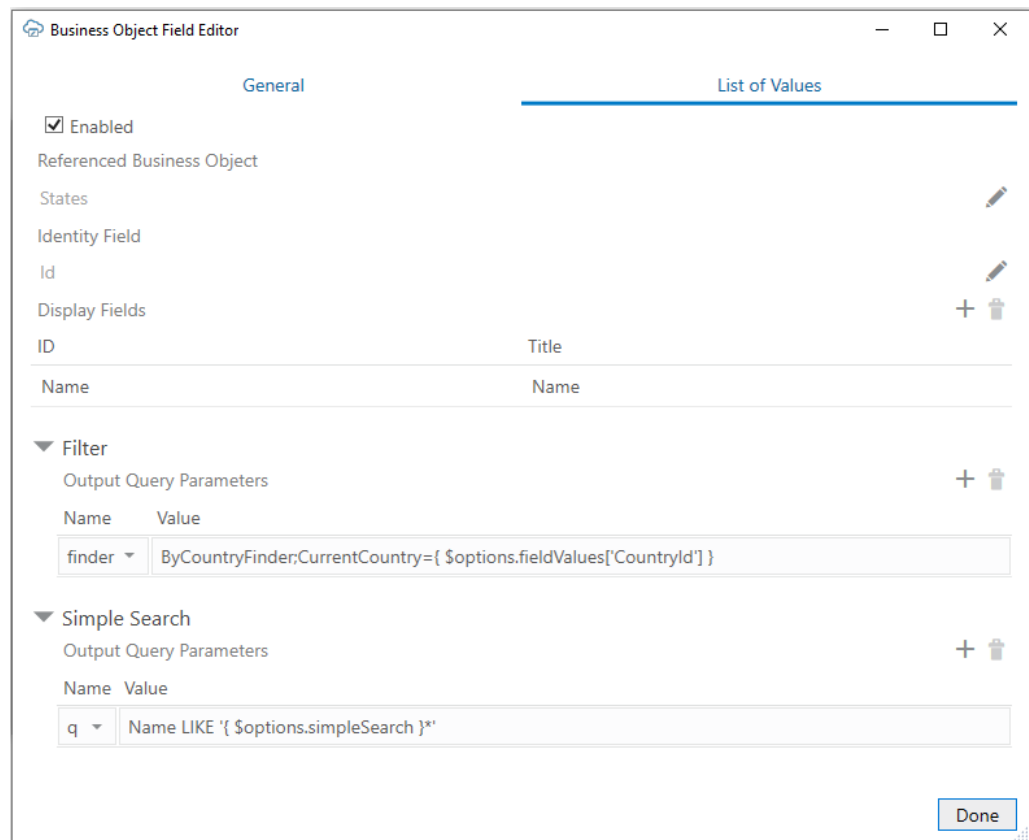 Business Object Field Editor
General List of Values
Enabled
Referenced Business Object
States
Identity Field
Id
Display Fields
ID Title
Name Name
Filter
Output Query Parameters
Name Value
finder ByCountryFinder;CurrentCountry={ $options.fieldValues['CountryId'] }
Simple Search
Output Query Parameters
Name Value
q Name LIKE '{ $options.simpleSearch }*'
Done